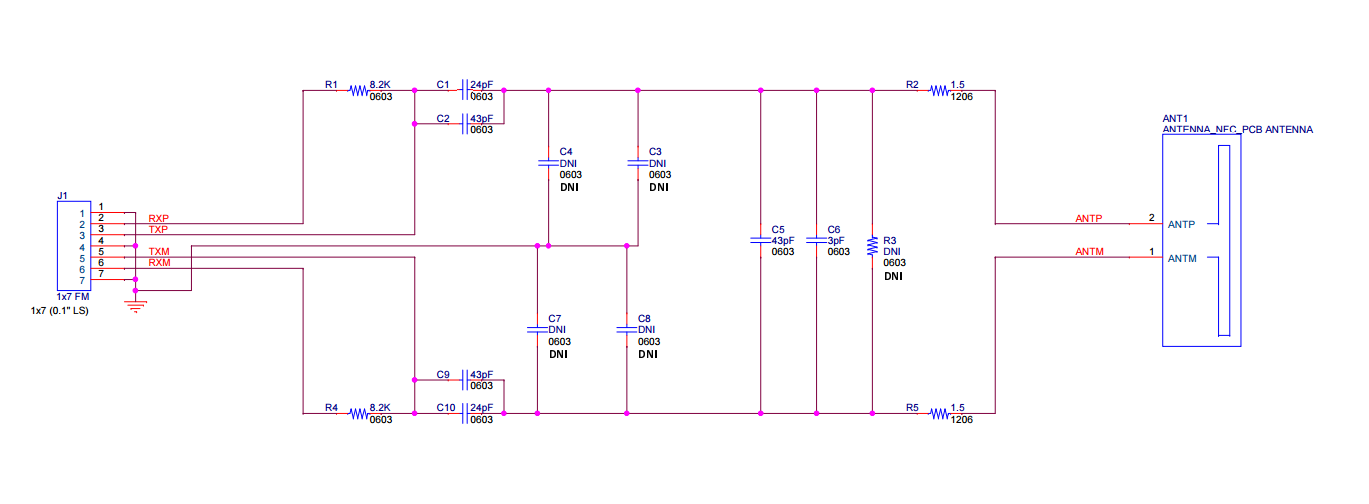 R1 8.2K
0603
C1 24pF
0603
C2 43pF
0603
C4
DNI
0603
DNI
C3
DNI
0603
DNI
R2 1.5
1206
ANT1
ANTENNA_NFC_PCB ANTENNA
J1
1 1
2 2 RXP
3 3 TXP
4 4
5 5 TXM
6 6 RXM
7 7
1x7 FM
1x7 (0.1" LS)
C5
43pF
0603
C6
3pF
0603
R3
DNI
0603
DNI
ANTP 2 ANTP
ANTM 1 ANTM
C7
DNI
0603
DNI
C8
DNI
0603
DNI
C9 43pF
0603
R4 8.2K
0603
C10 24pF
0603
R5 1.5
1206